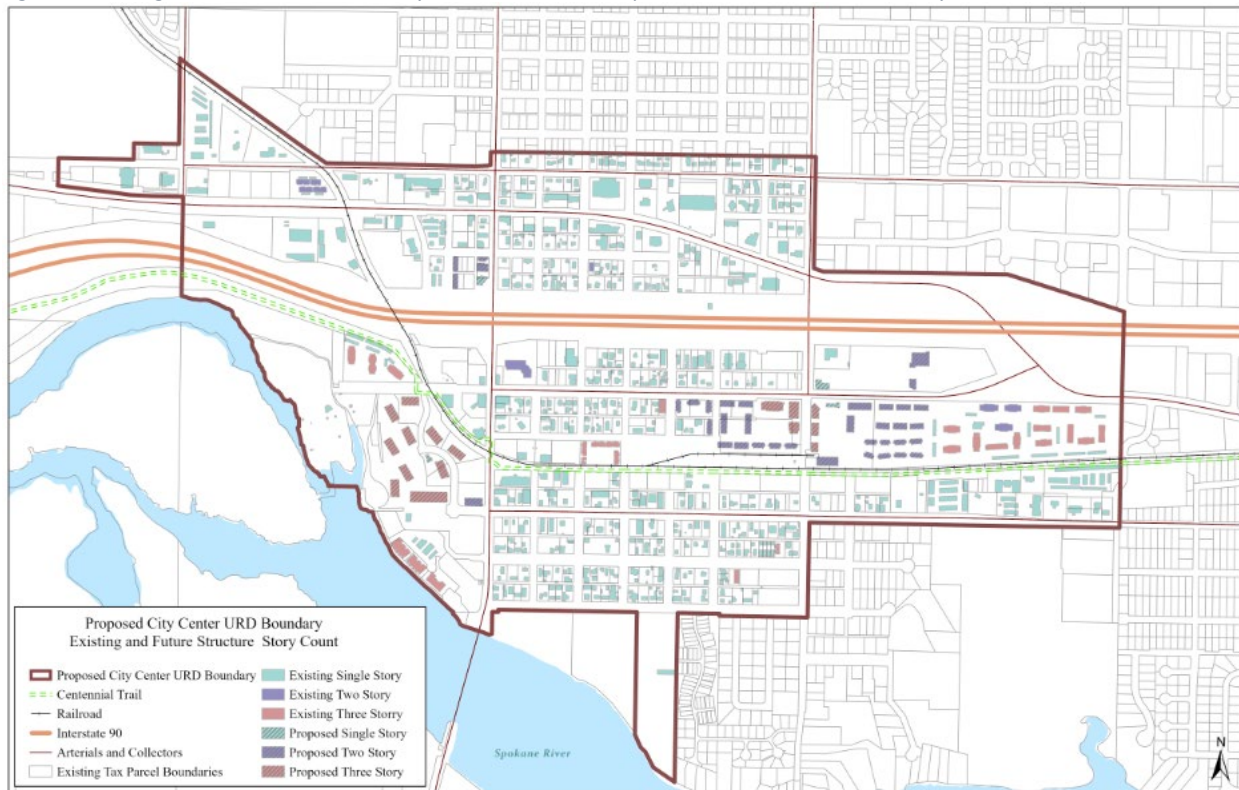 Proposed City Center URD Boundary
Existing and Future Structure Story Count
Proposed City Center URD Boundary
Centennial Trail
Railroad
Interstate 90
Arterials and Collectors
Existing Tax Parcel Boundaries
Existing Single Story
Existing Two Story
Existing Three Storry
Proposed Single Story
Proposed Two Story
Proposed Three Story
Spokane River
N